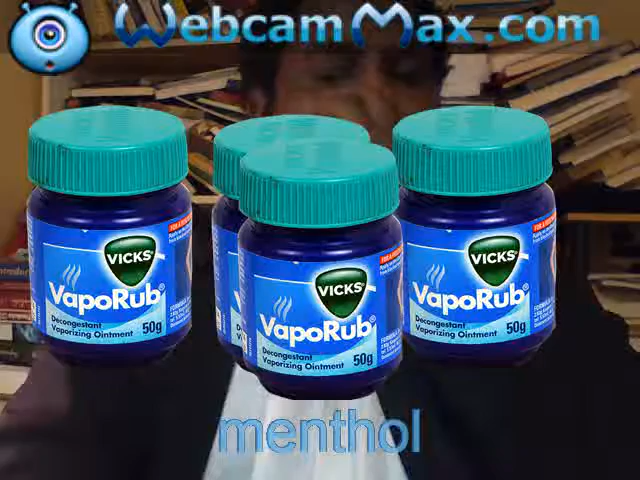 WebcamMax.com
VICKS
VapoRub®
Decongestant
Vaporizing Ointment 50g
VICKS
VapoRub®
Decongestant
Vaporizing Ointment 50g
VICKS
VapoRub®
Decongestant
Vaporizing Ointment 50g
menthol